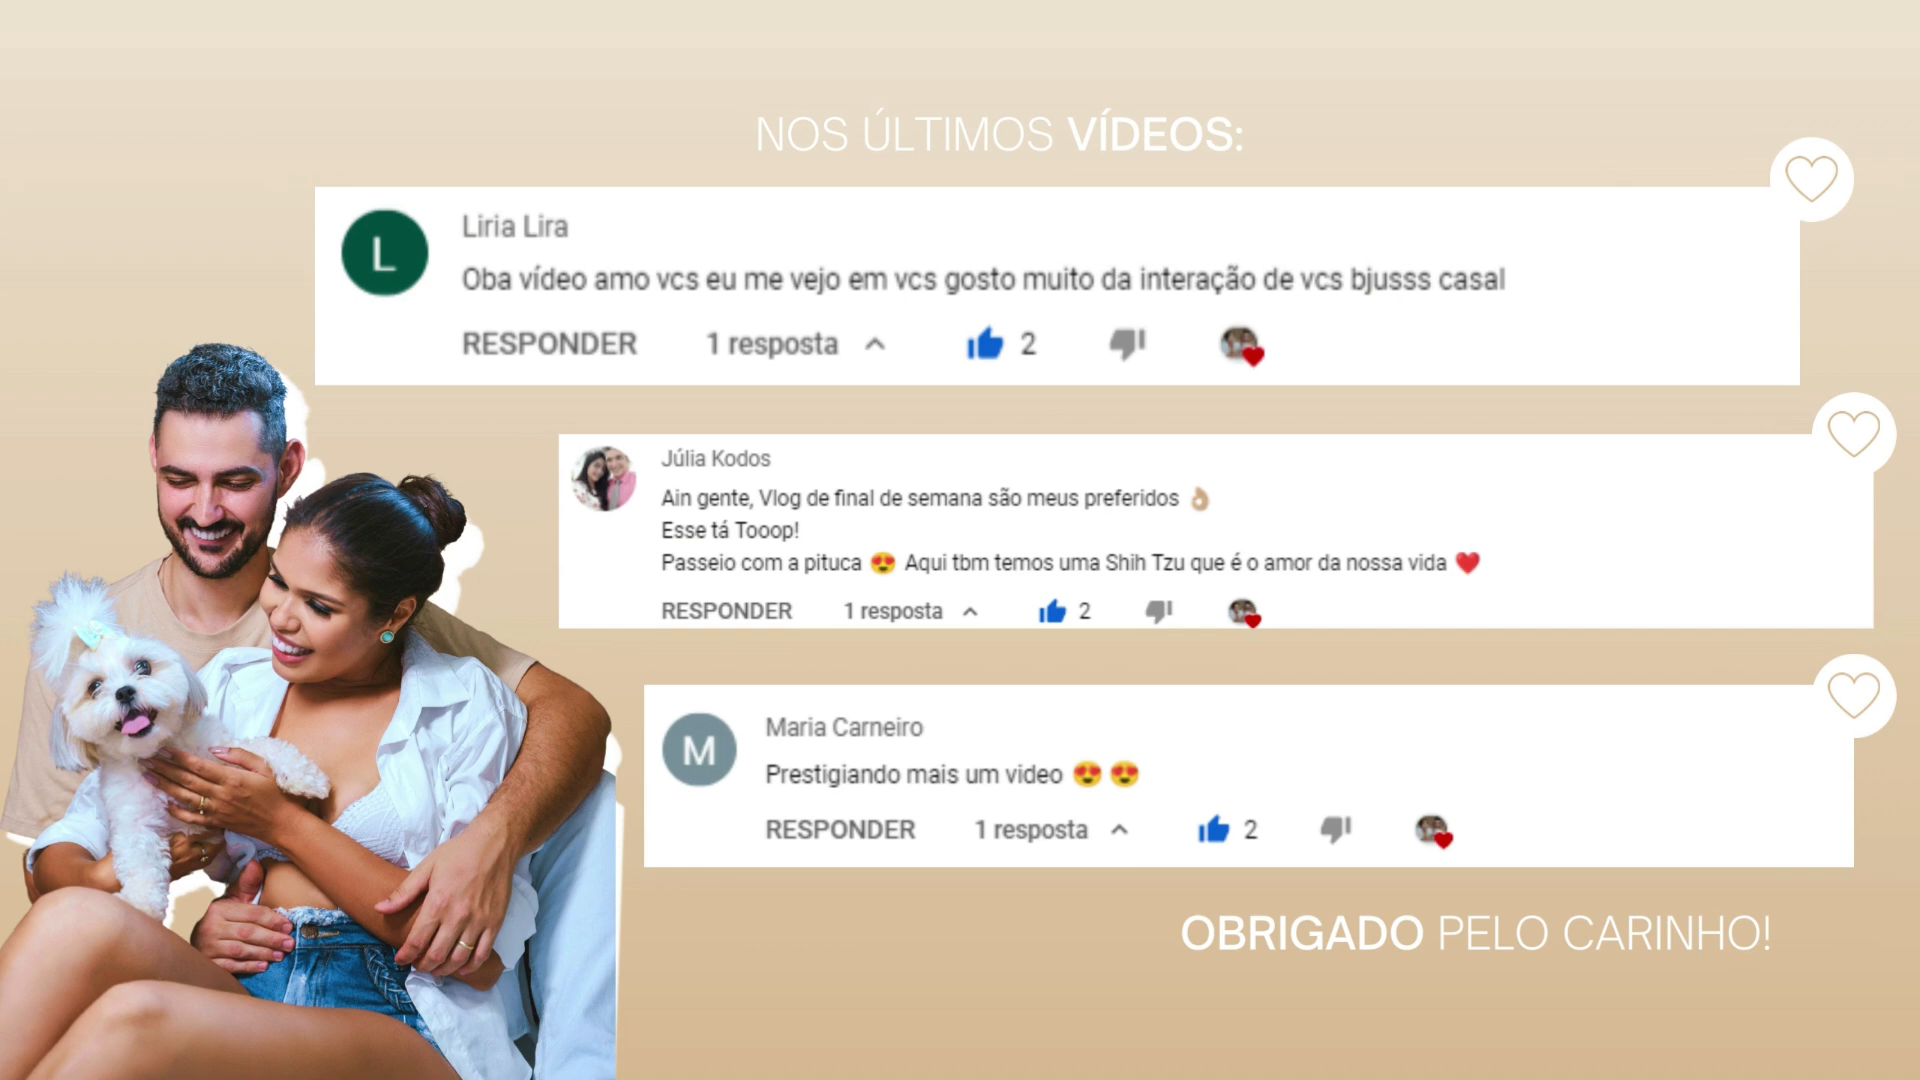 NOS ÚLTIMOS VÍDEOS:
L
Liria Lira
Oba vídeo amo vcs eu me vejo em vcs gosto muito da interação de vcs bjusss casal
RESPONDER 1 resposta 2
Júlia Kodos
Ain gente, Vlog de final de semana são meus preferidos 👌🏼
Esse tá Tooop!
Passeio com a pituca 😍 Aqui tbm temos uma Shih Tzu que é o amor da nossa vida ❤️
RESPONDER 1 resposta 2
M
Maria Carneiro
Prestigiando mais um video 😍😍
RESPONDER 1 resposta 2
OBRIGADO PELO CARINHO!